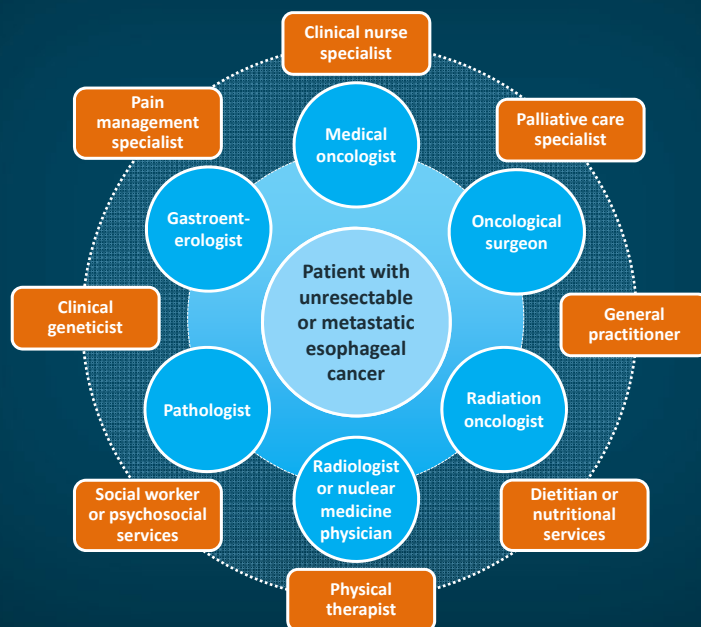 Clinical nurse
specialist
Pain
management
specialist
Medical
oncologist
Palliative care
specialist
Gastroent-
erologist
Oncological
surgeon
Patient with
unresectable
or metastatic
esophageal
cancer
Clinical
geneticist
General
practitioner
Pathologist
Radiation
oncologist
Radiologist
or nuclear
medicine
physician
Social worker
or psychosocial
services
Dietitian or
nutritional
services
Physical
therapist